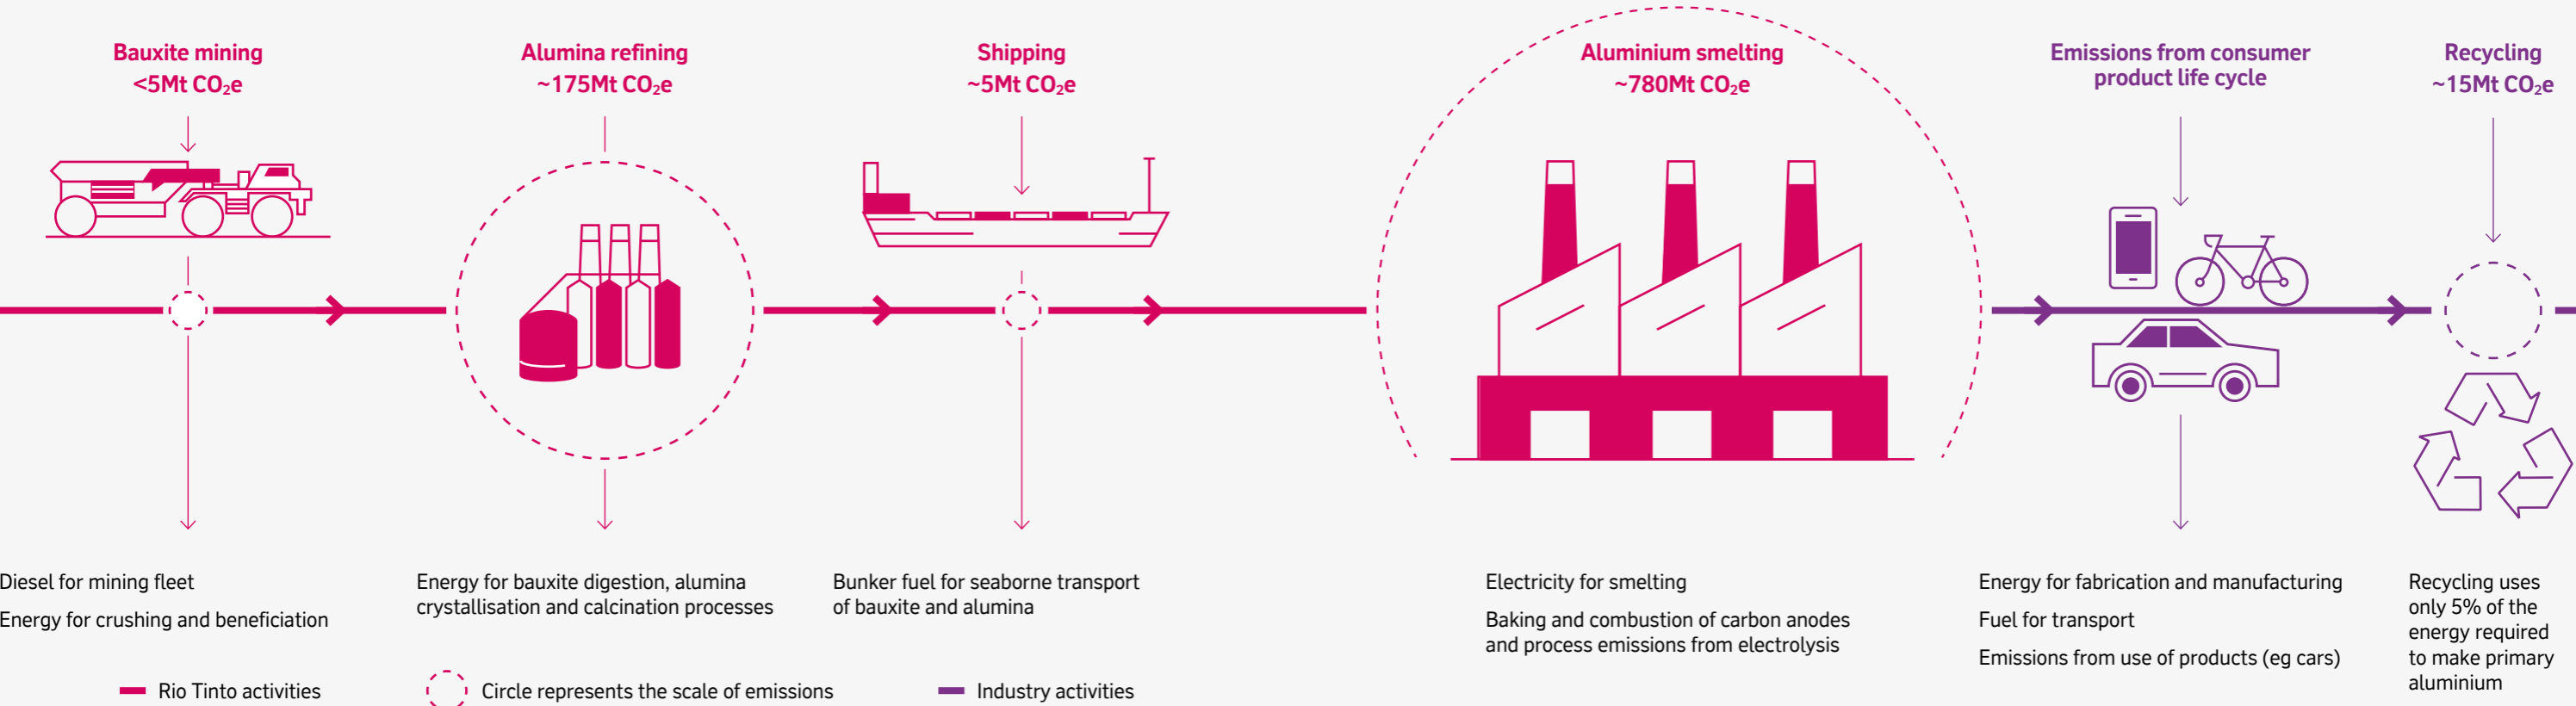 Bauxite mining
<5Mt CO₂e
Alumina refining
~175Mt CO₂e
Shipping
~5Mt CO₂e
Aluminium smelting
~780Mt CO₂e
Emissions from consumer
product life cycle
Recycling
~15Mt CO₂e
Diesel for mining fleet
Energy for crushing and beneficiation
Energy for bauxite digestion, alumina
crystallisation and calcination processes
Bunker fuel for seaborne transport
of bauxite and alumina
Electricity for smelting
Baking and combustion of carbon anodes
and process emissions from electrolysis
Energy for fabrication and manufacturing
Fuel for transport
Emissions from use of products (eg cars)
Recycling uses
only 5% of the
energy required
to make primary
aluminium
Rio Tinto activities
Circle represents the scale of emissions
Industry activities